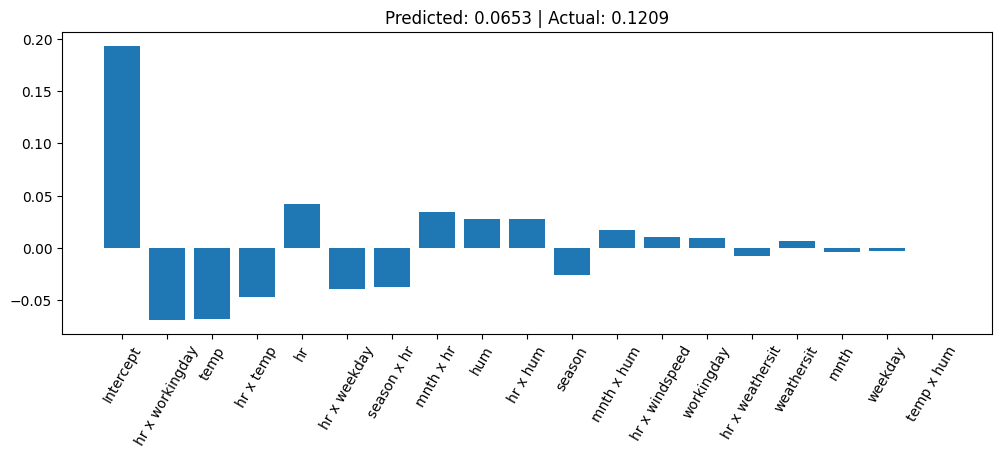 Predicted: 0.0653 | Actual: 0.1209
0.20
0.15
0.10
0.05
0.00
−0.05
Intercept
hr x workingday
temp
hr x temp
hr
hr x weekday
season x hr
mnth x hr
hum
hr x hum
season
mnth x hum
hr x windspeed
workingday
hr x weathersit
weathersit
mnth
weekday
temp x hum